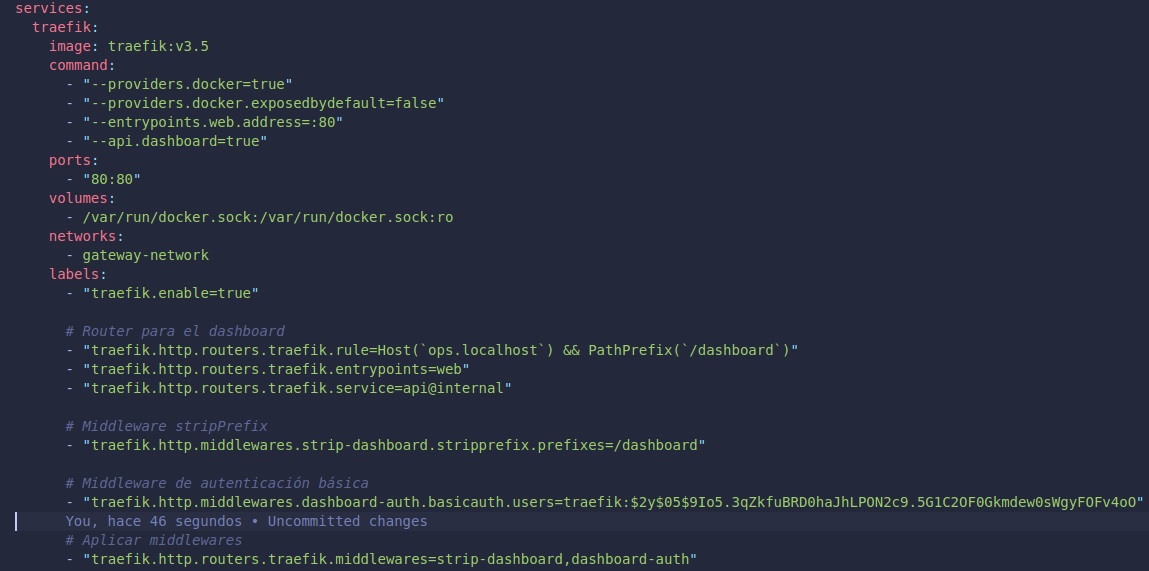 services:
  traefik:
    image: traefik:v3.5
    command:
      - "--providers.docker=true"
      - "--providers.docker.exposedbydefault=false"
      - "--entrypoints.web.address=:80"
      - "--api.dashboard=true"
    ports:
      - "80:80"
    volumes:
      - /var/run/docker.sock:/var/run/docker.sock:ro
    networks:
      - gateway-network
    labels:
      - "traefik.enable=true"

      # Router para el dashboard
      - "traefik.http.routers.traefik.rule=Host(`ops.localhost`) && PathPrefix(`/dashboard`)"
      - "traefik.http.routers.traefik.entrypoints=web"
      - "traefik.http.routers.traefik.service=api@internal"

      # Middleware stripPrefix
      - "traefik.http.middlewares.strip-dashboard.stripprefix.prefixes=/dashboard"

      # Middleware de autenticación básica
      - "traefik.http.middlewares.dashboard-auth.basicauth.users=traefik:$2y$05$9Io5.3qZkfuBRD0haJhLPON2c9.5G1C2OF0Gkmdew0sWgyFOFv4oO"
      You, hace 46 segundos • Uncommitted changes
      # Aplicar middlewares
      - "traefik.http.routers.traefik.middlewares=strip-dashboard,dashboard-auth"